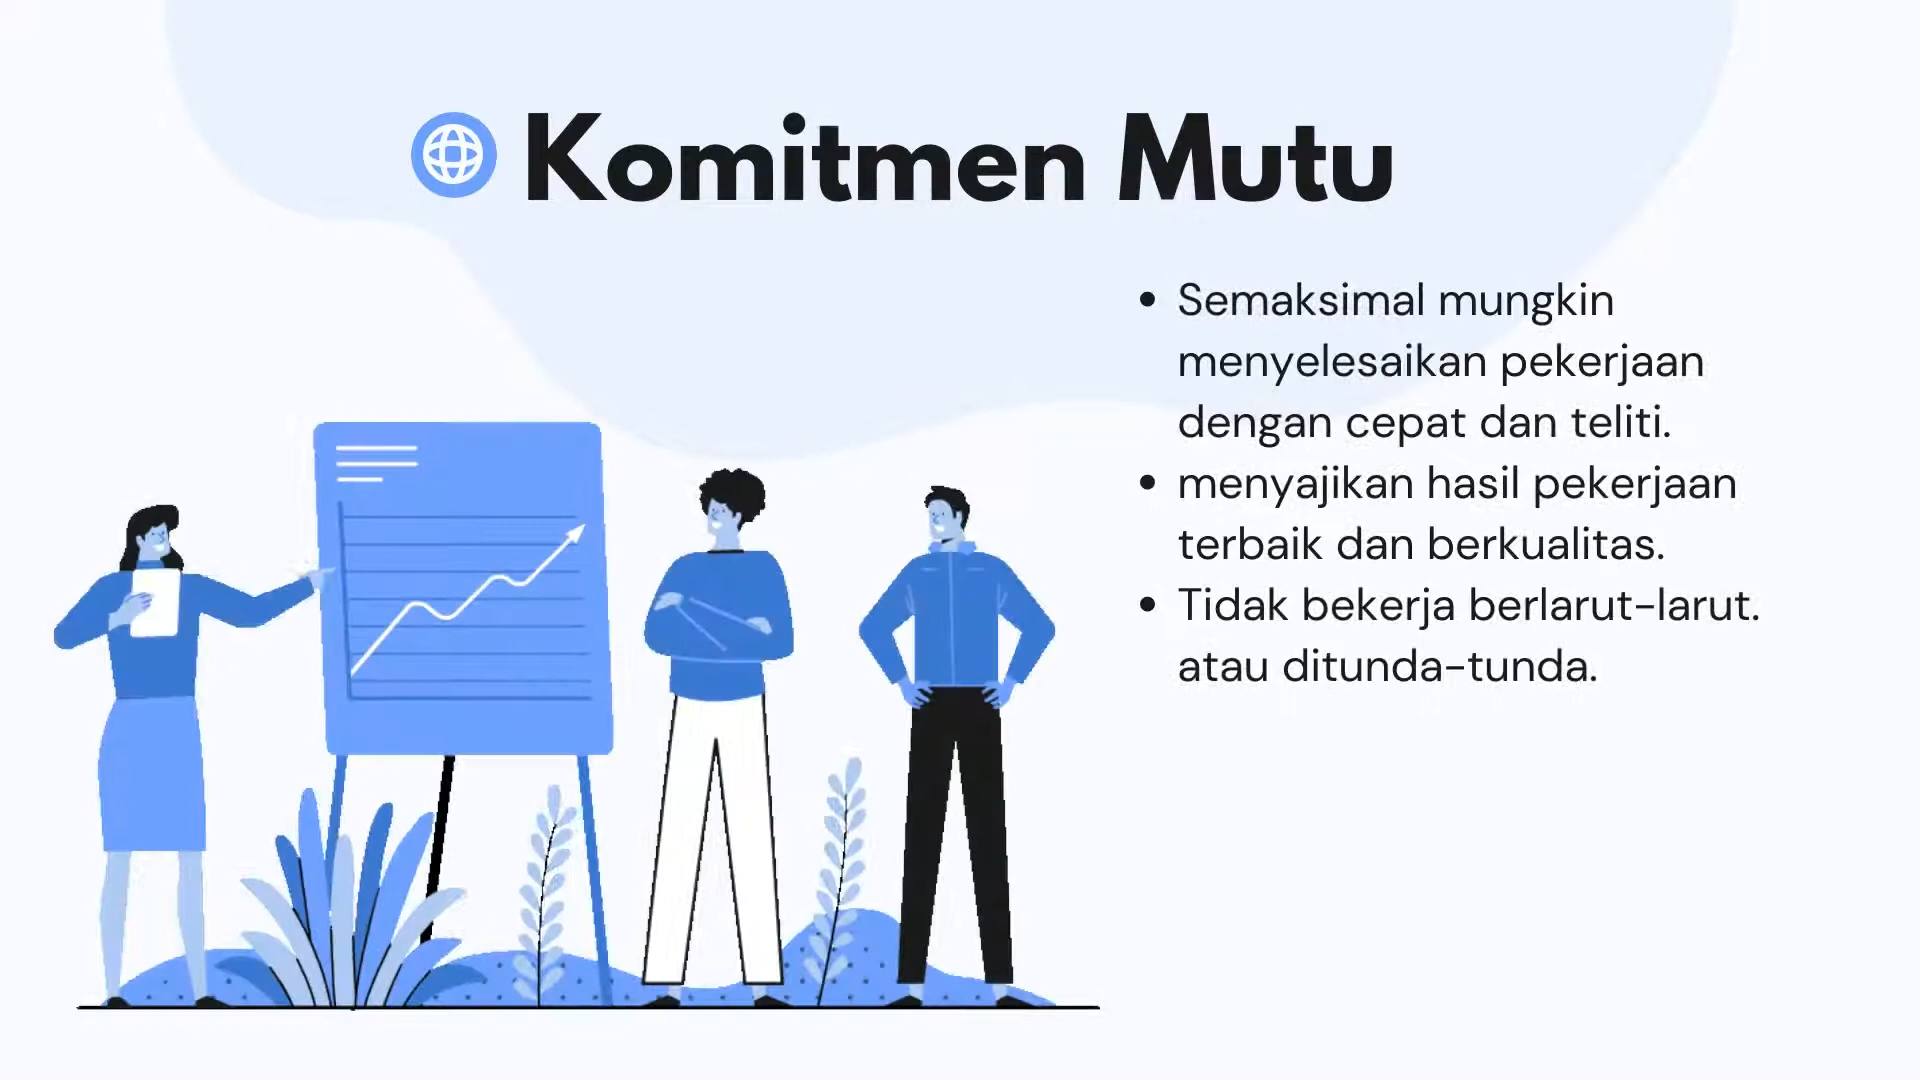 Komitmen Mutu
• Semaksimal mungkin
menyelesaikan pekerjaan
dengan cepat dan teliti.
• menyajikan hasil pekerjaan
terbaik dan berkualitas.
• Tidak bekerja berlarut-larut.
atau ditunda-tunda.